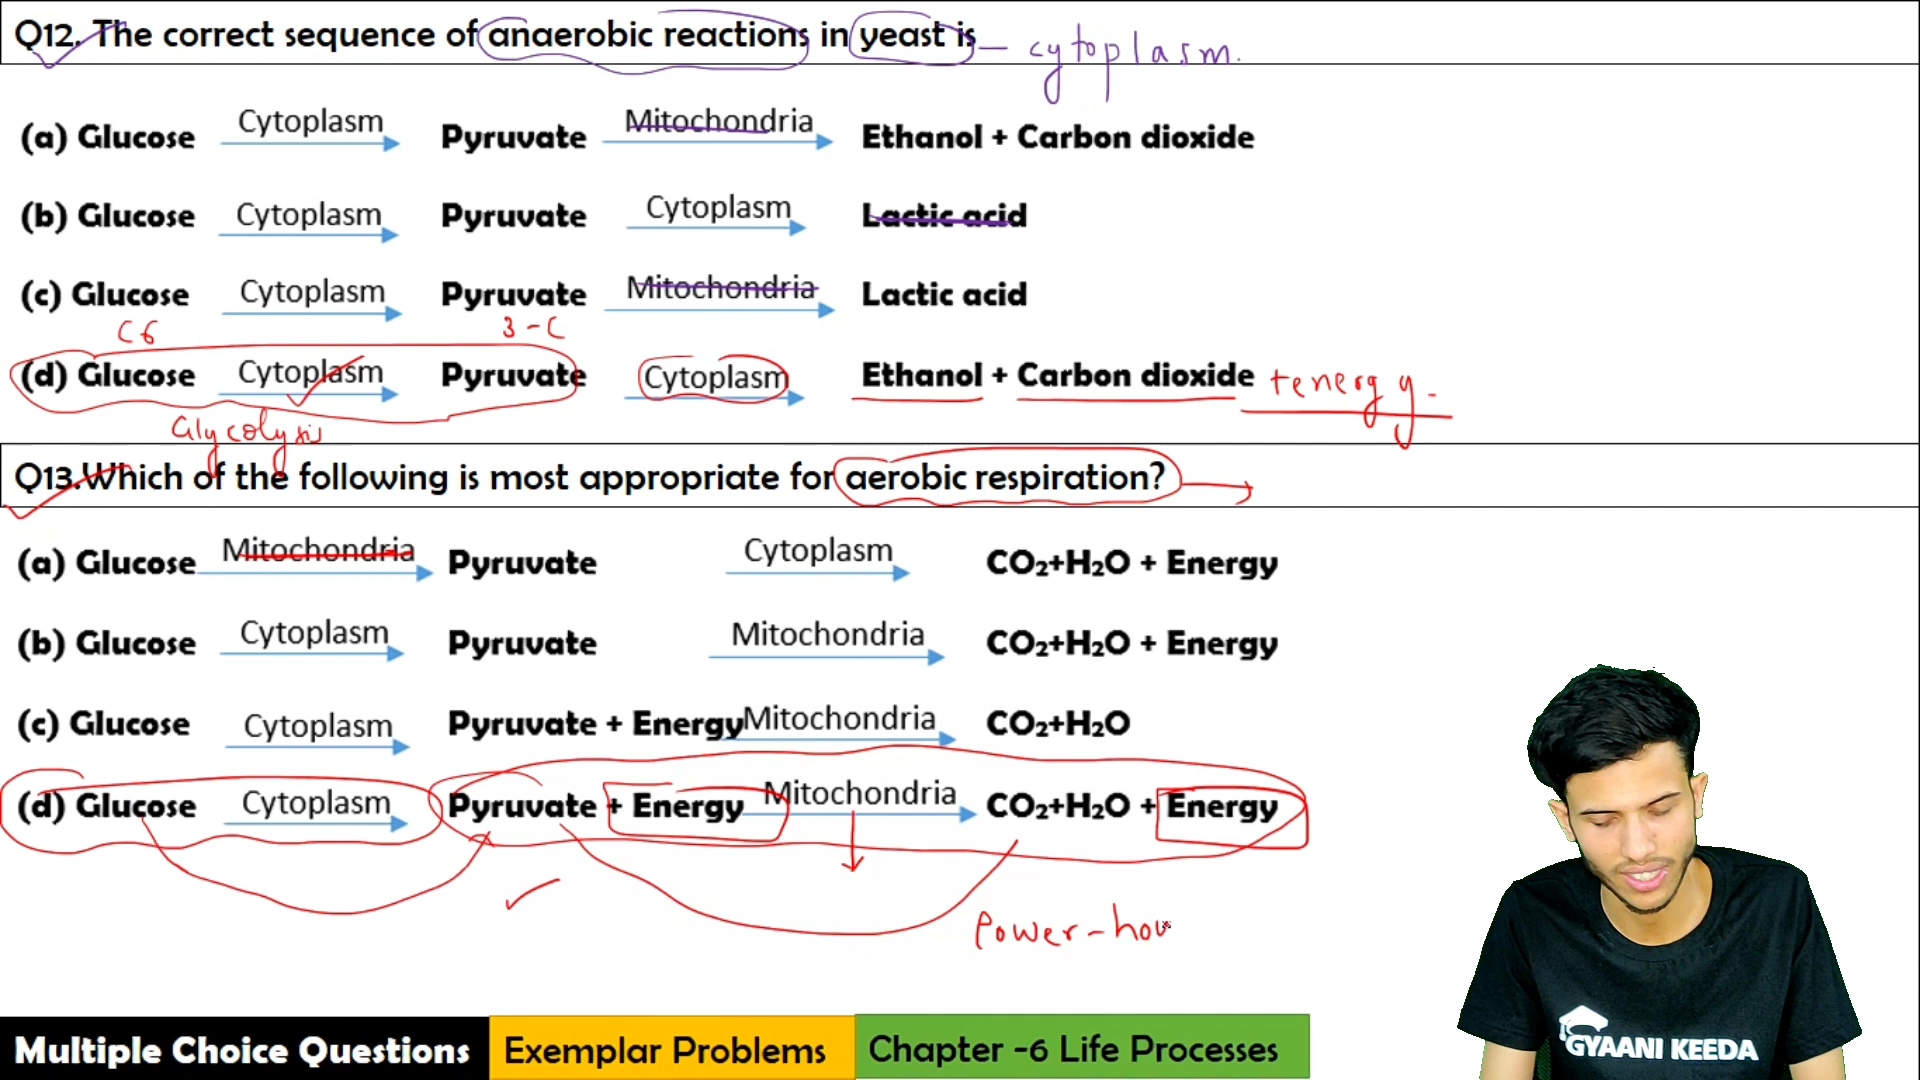 Q12. The correct sequence of anaerobic reactions in yeast is – cytoplasm.
(a) Glucose Cytoplasm Pyruvate Mitochondria Ethanol + Carbon dioxide
(b) Glucose Cytoplasm Pyruvate Cytoplasm Lactic acid
(c) Glucose Cytoplasm Pyruvate Mitochondria Lactic acid
C6 3-C
(d) Glucose Cytoplasm Pyruvate Cytoplasm Ethanol + Carbon dioxide +energy.
Glycolysis
Q13.Which of the following is most appropriate for aerobic respiration?
(a) Glucose Mitochondria Pyruvate Cytoplasm CO₂+H₂O + Energy
(b) Glucose Cytoplasm Pyruvate Mitochondria CO₂+H₂O + Energy
(c) Glucose Cytoplasm Pyruvate + Energy Mitochondria CO₂+H₂O
(d) Glucose Cytoplasm Pyruvate + Energy Mitochondria CO₂+H₂O + Energy
Power-hou
GYAANI KEEDA
Multiple Choice Questions Exemplar Problems Chapter -6 Life Processes